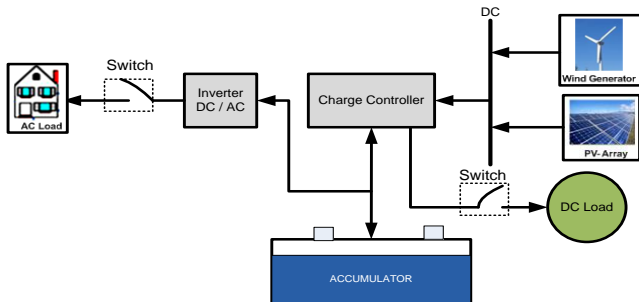 DC
Switch
Wind Generator
Inverter
DC / AC
Charge Controller
AC Load
PV-Array
Switch
DC Load
ACCUMULATOR